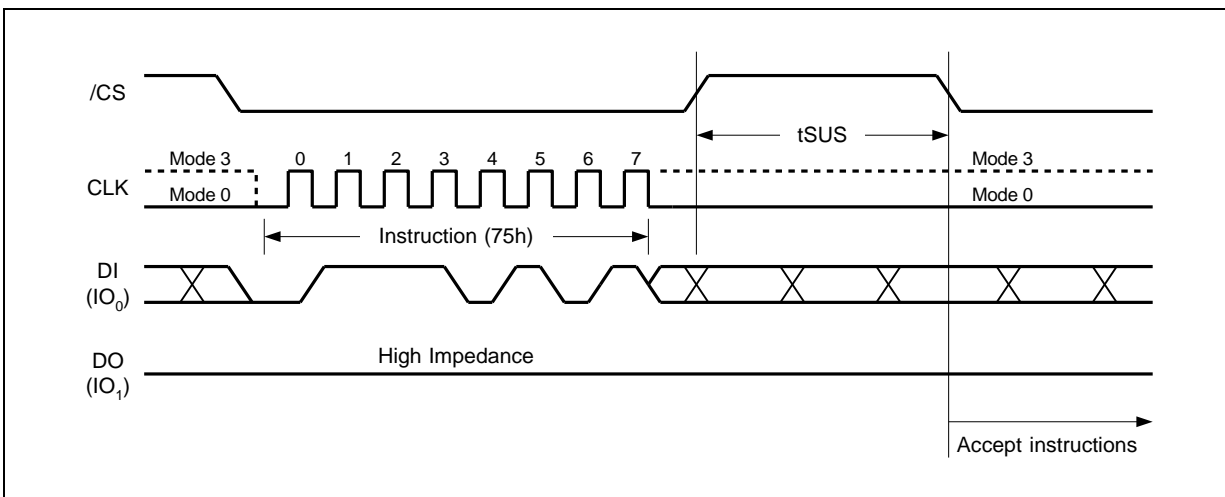 /CS
tSUS
Mode 3 0 1 2 3 4 5 6 7 Mode 3
CLK
Mode 0 Mode 0
Instruction (75h)
DI
(IO0)
High Impedance
DO
(IO1)
Accept instructions